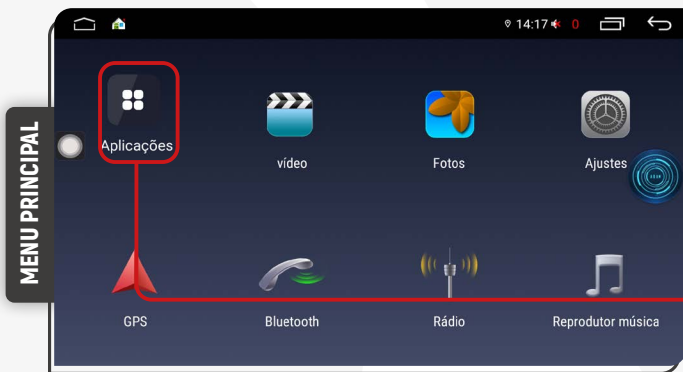 14:17 0
MENU PRINCIPAL
Aplicações
vídeo
Fotos
Ajustes
GPS
Bluetooth
Rádio
Reprodutor música